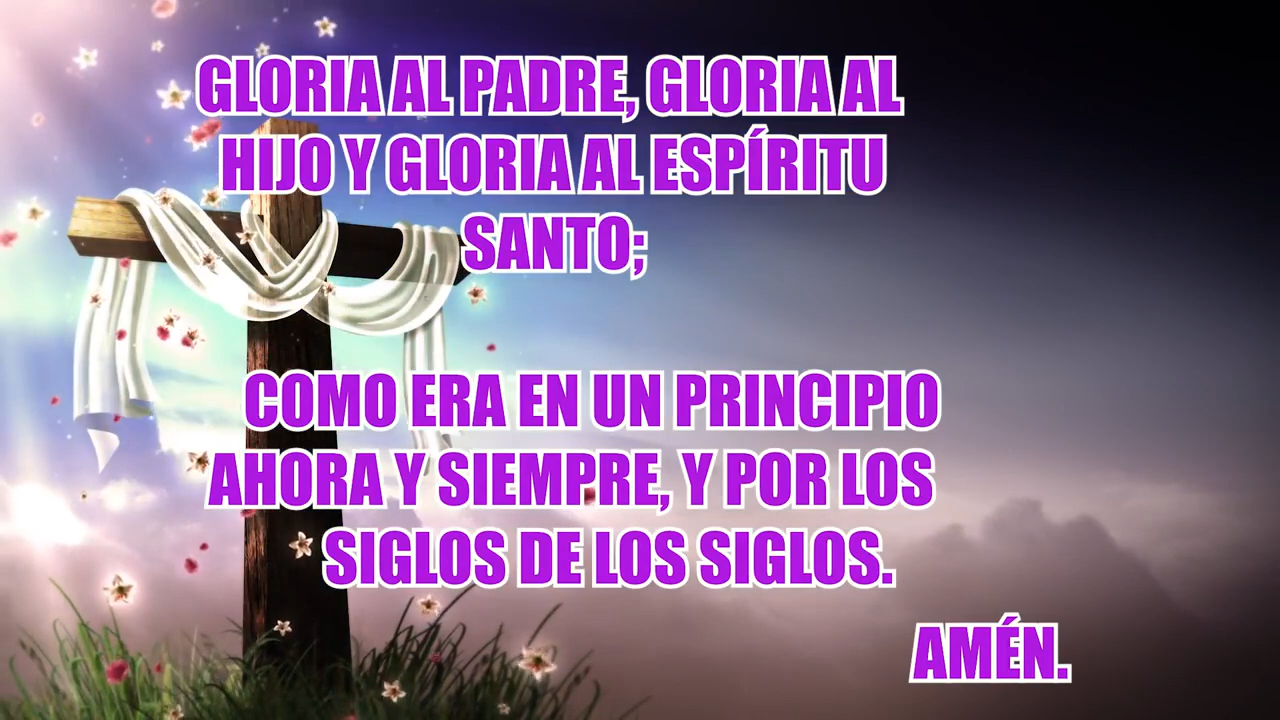 GLORIA AL PADRE, GLORIA AL
HIJO Y GLORIA AL ESPÍRITU
SANTO;
COMO ERA EN UN PRINCIPIO
AHORA Y SIEMPRE, Y POR LOS
SIGLOS DE LOS SIGLOS.
AMÉN.